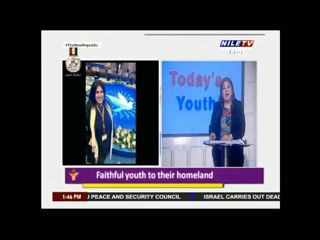 #TheNewRepublic
NILE TV
Today's
Youth
Faithful youth to their homeland
1:46 PM
J PEACE AND SECURITY COUNCIL
ISRAEL CARRIES OUT DEAD